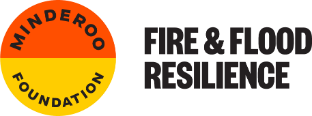 MINDEROO
FOUNDATION
FIRE & FLOOD
RESILIENCE